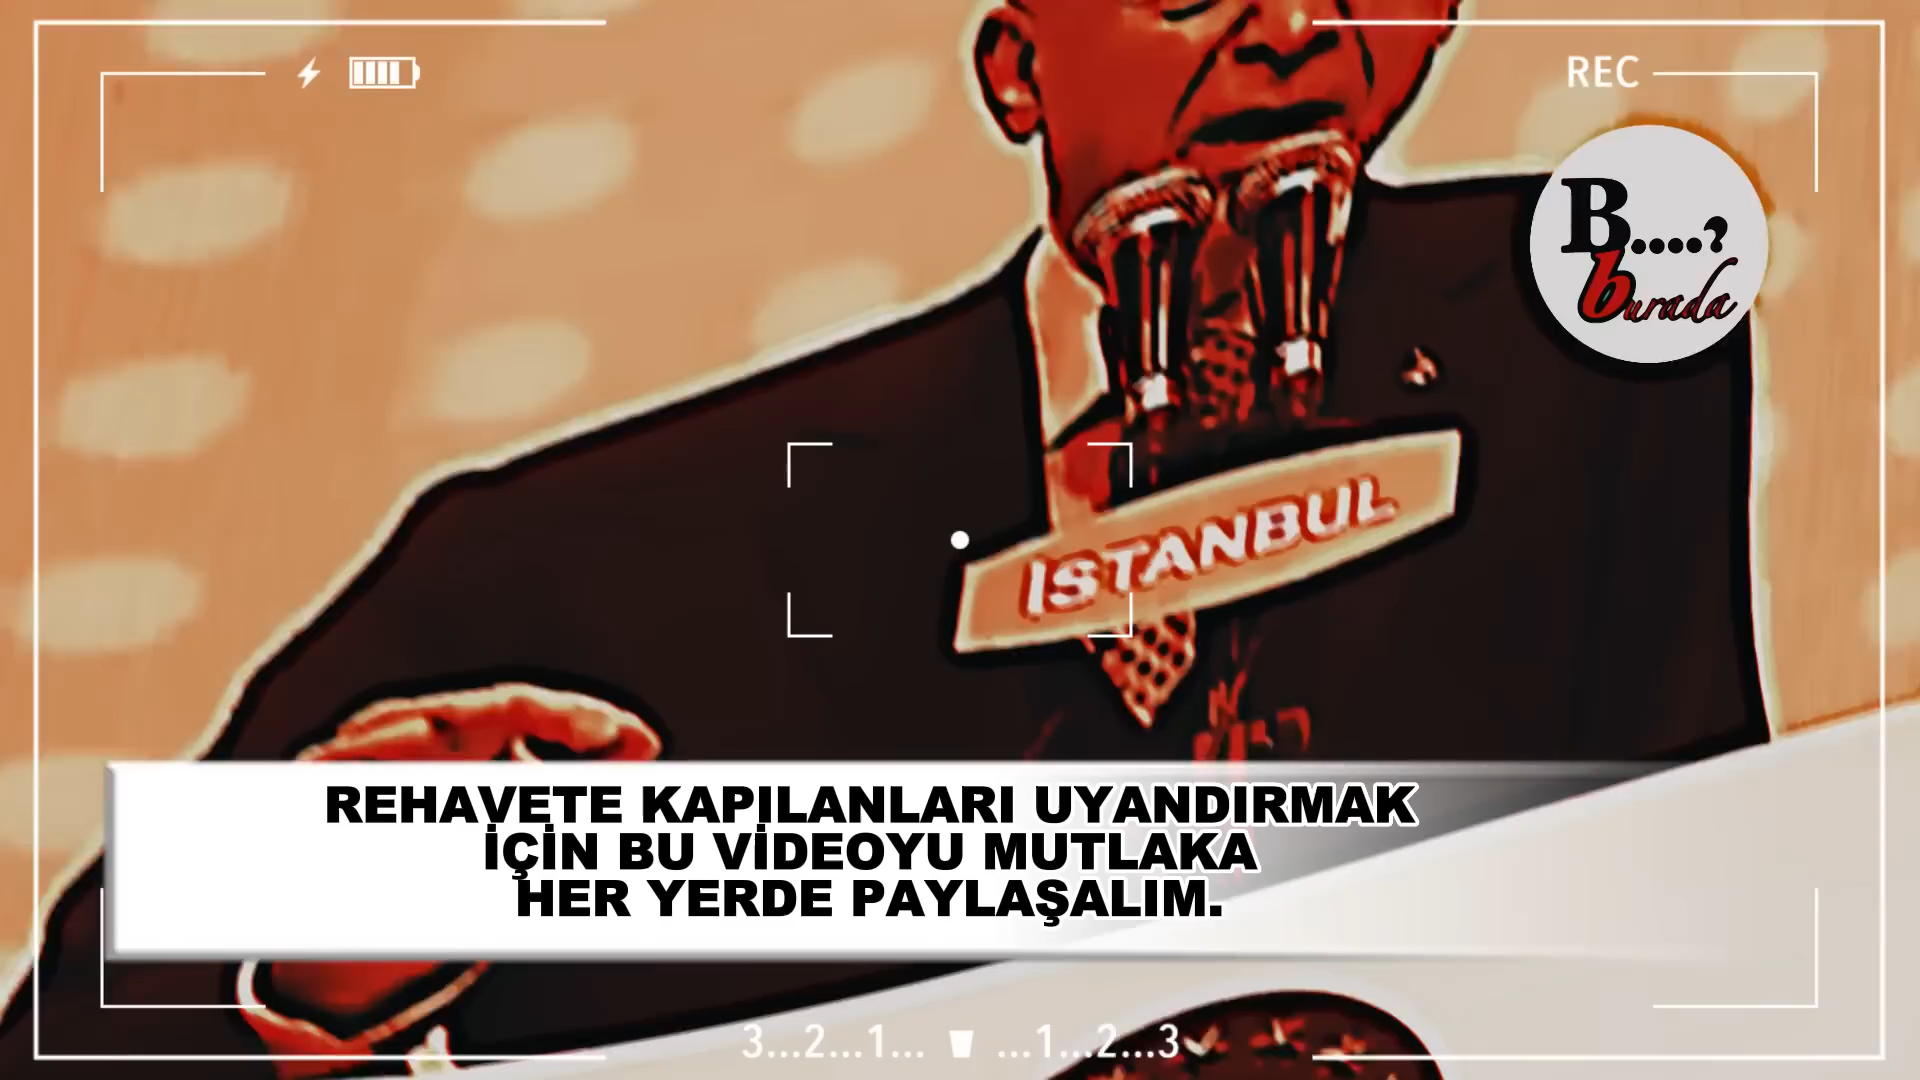 REC
B....?
burada
İSTANBUL
REHAVETE KAPILANLARI UYANDIRMAK
İÇİN BU VİDEOYU MUTLAKA
HER YERDE PAYLAŞALIM.
3...2...1... ...1...2...3